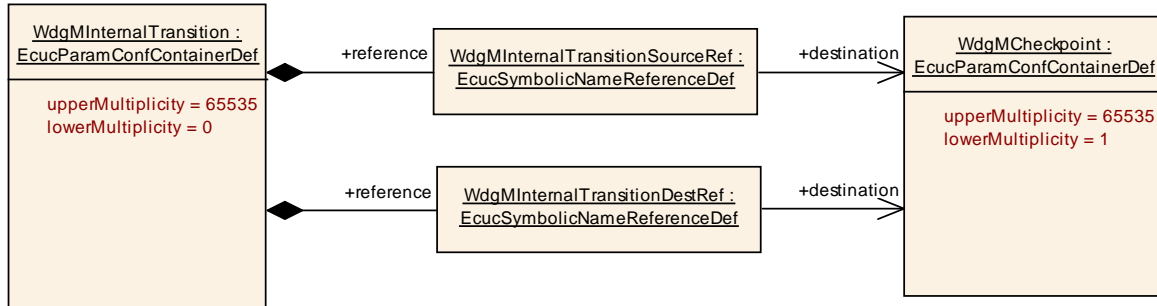 WdgMInternalTransition :
EcucParamConfContainerDef
upperMultiplicity = 65535
lowerMultiplicity = 0
+reference
WdgMInternalTransitionSourceRef :
EcucSymbolicNameReferenceDef
+destination
+reference
WdgMInternalTransitionDestRef :
EcucSymbolicNameReferenceDef
+destination
WdgMCheckpoint :
EcucParamConfContainerDef
upperMultiplicity = 65535
lowerMultiplicity = 1